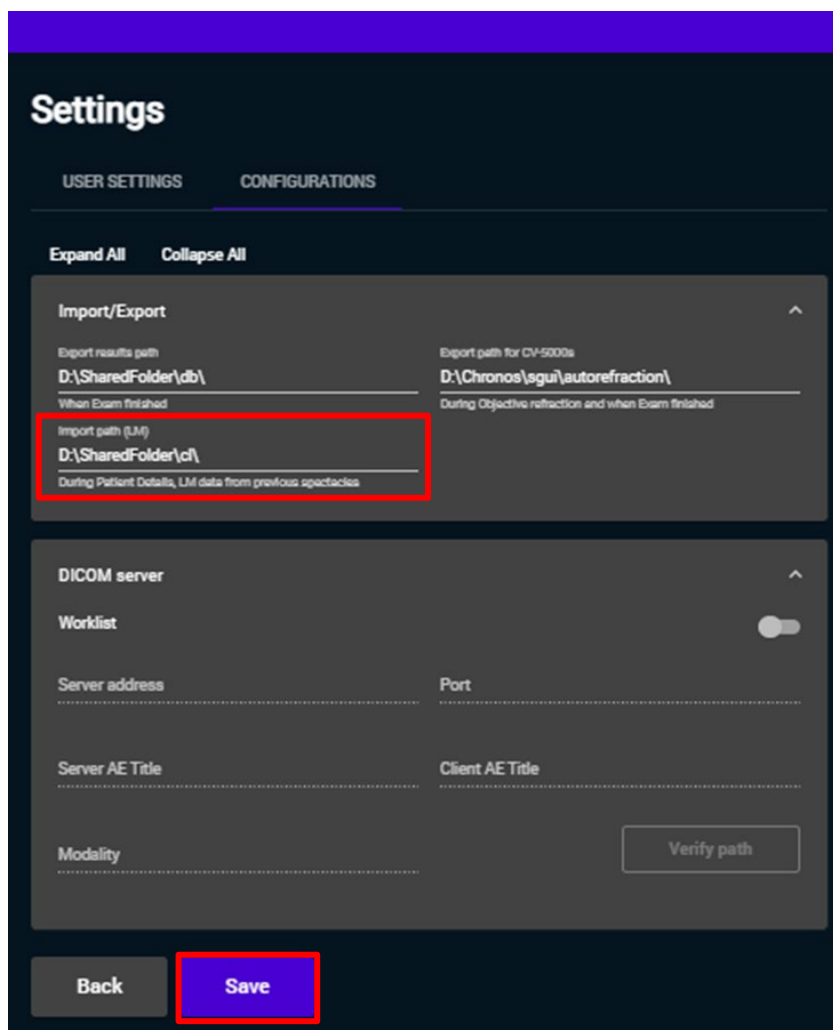 Settings
USER SETTINGS CONFIGURATIONS
Expand All Collapse All
Import/Export
Export results path
D:\SharedFolder\db\
When Exam finished
Export path for CV-5000s
D:\Chronos\sgui\autorefraction\
During Objective refraction and when Exam finished
Import path (LM)
D:\SharedFolder\cl\
During Patient Details, LM data from previous spectacles
DICOM server
Worklist
Server address
Port
Server AE Title
Client AE Title
Modality
Verify path
Back
Save